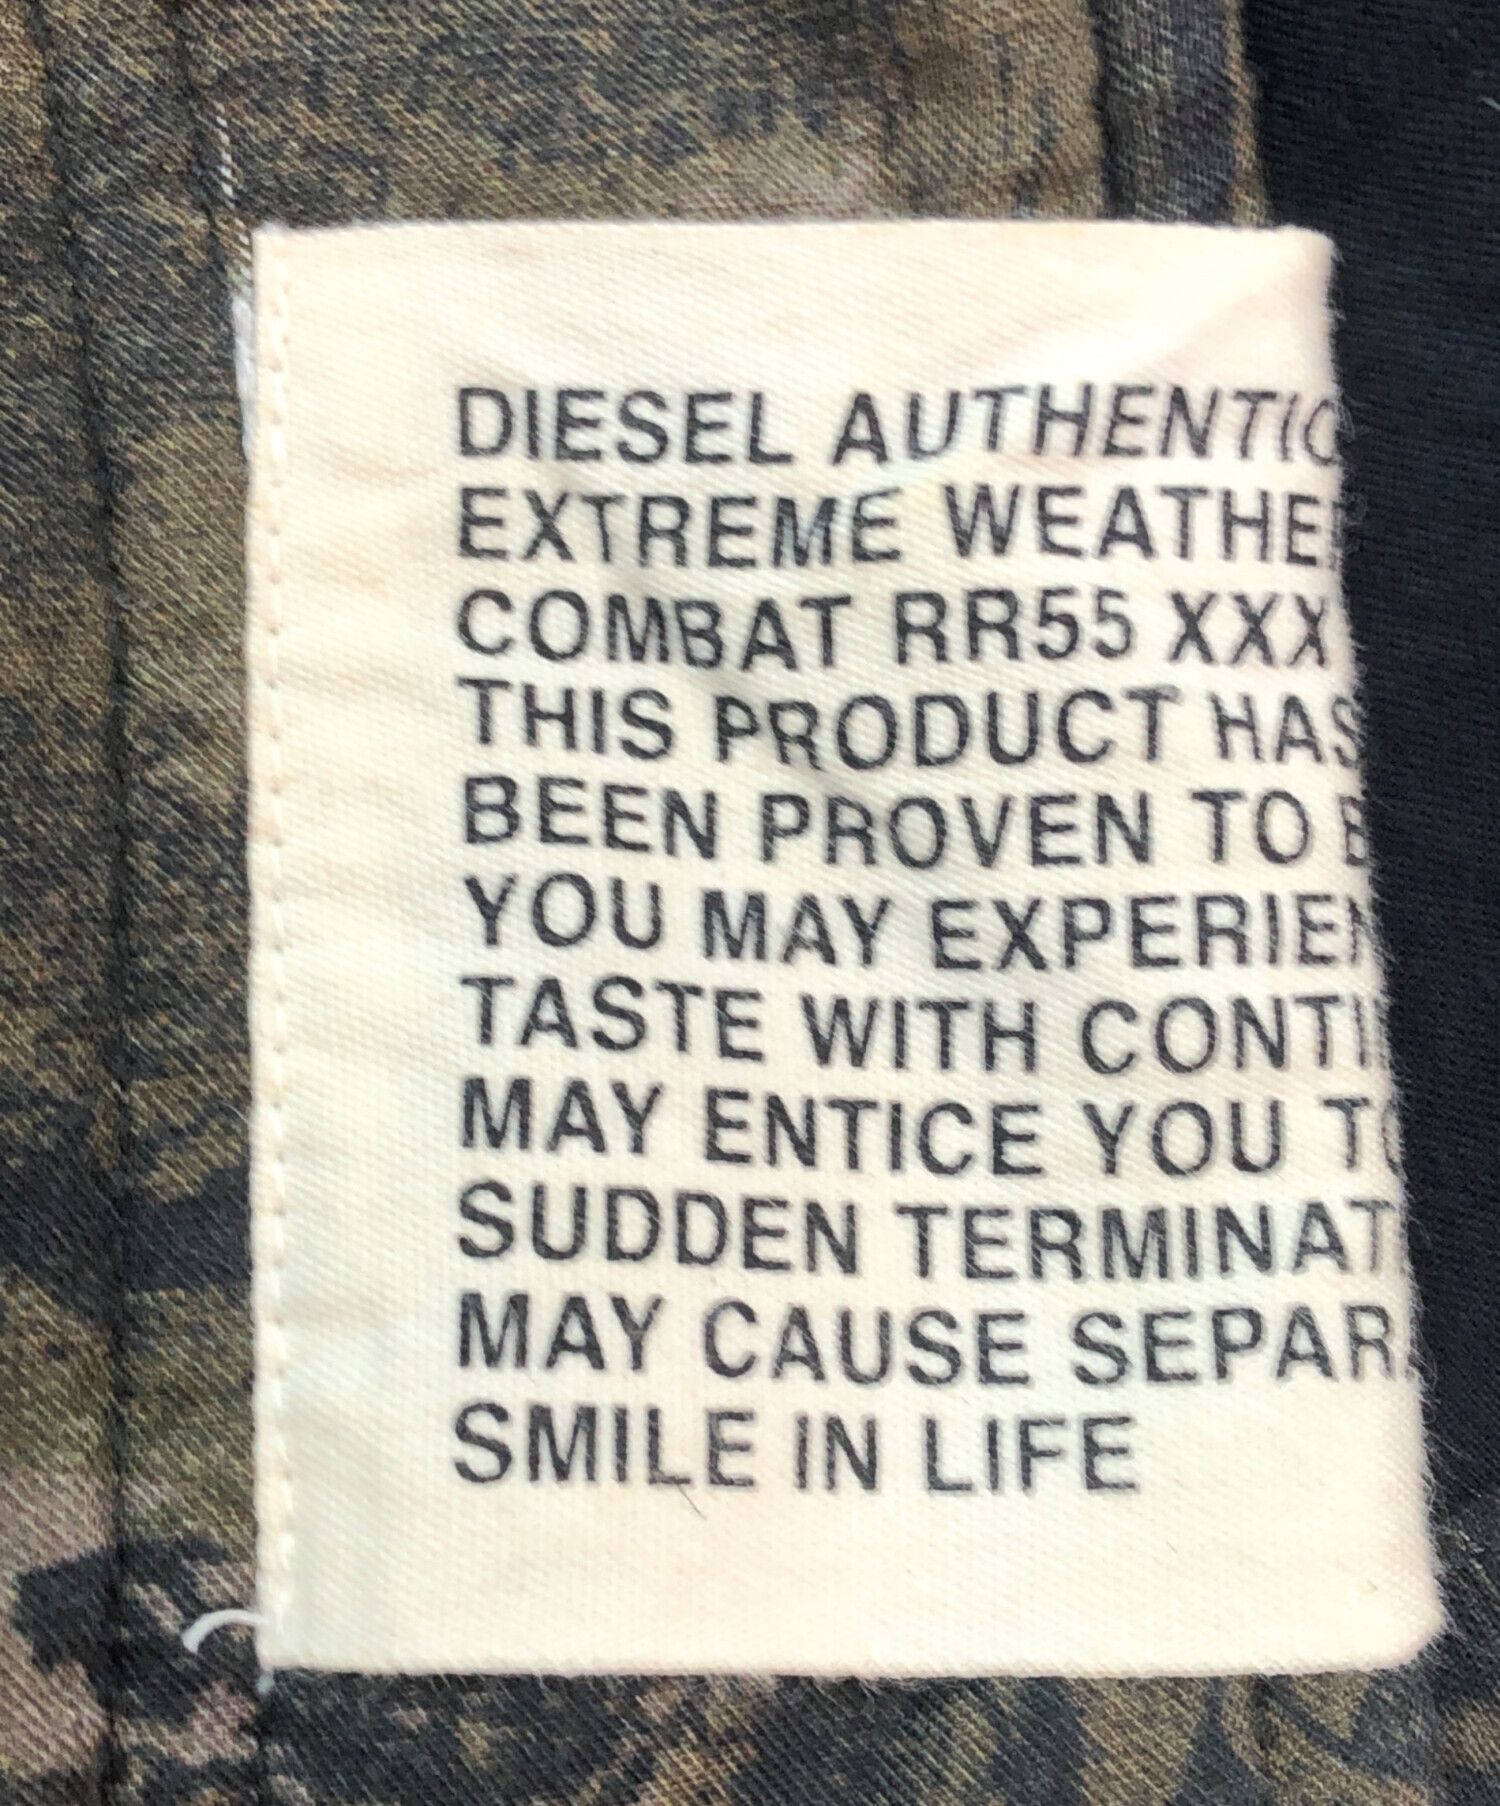 DIESEL AUTHENTIC
EXTREME WEATHE
COMBAT RR55 XXX
THIS PRODUCT HAS
BEEN PROVEN TO
YOU MAY EXPERIEN
TASTE WITH CONTI
MAY ENTICE YOU TO
SUDDEN TERMINAT
MAY CAUSE SEPAR
SMILE IN LIFE